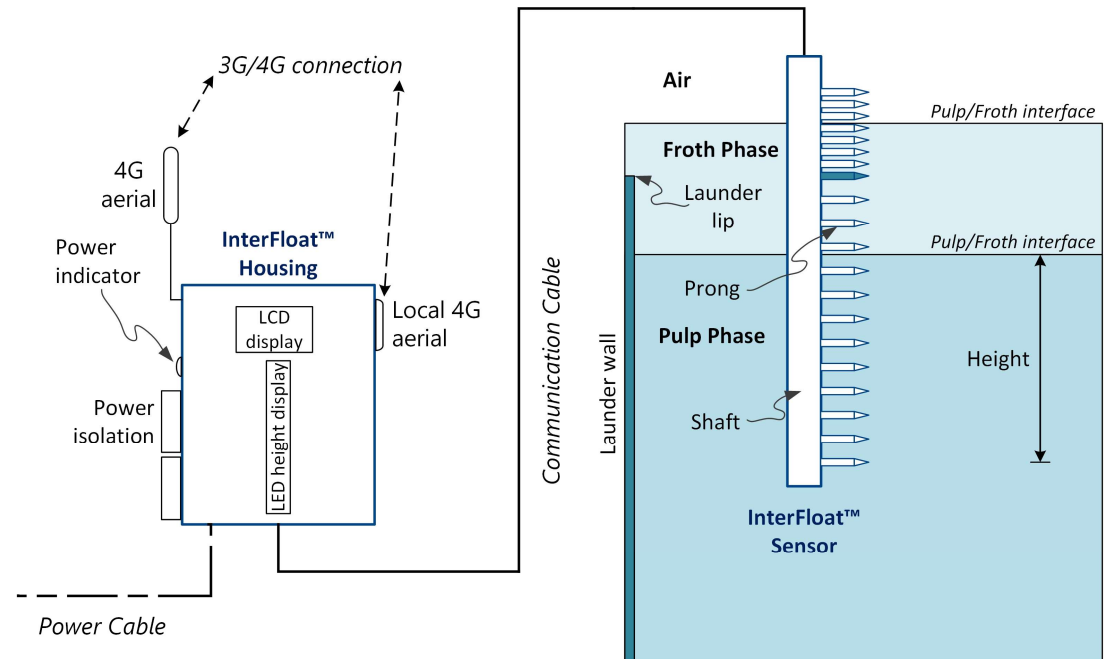 3G/4G connection
4G
aerial
Power
indicator
InterFloat™
Housing
LCD
display
Local 4G
aerial
LED height display
Power
isolation
Power Cable
Communication Cable
Air
Pulp/Froth interface
Froth Phase
Launder
lip
Pulp/Froth interface
Prong
Pulp Phase
Height
Launder wall
Shaft
InterFloat™
Sensor